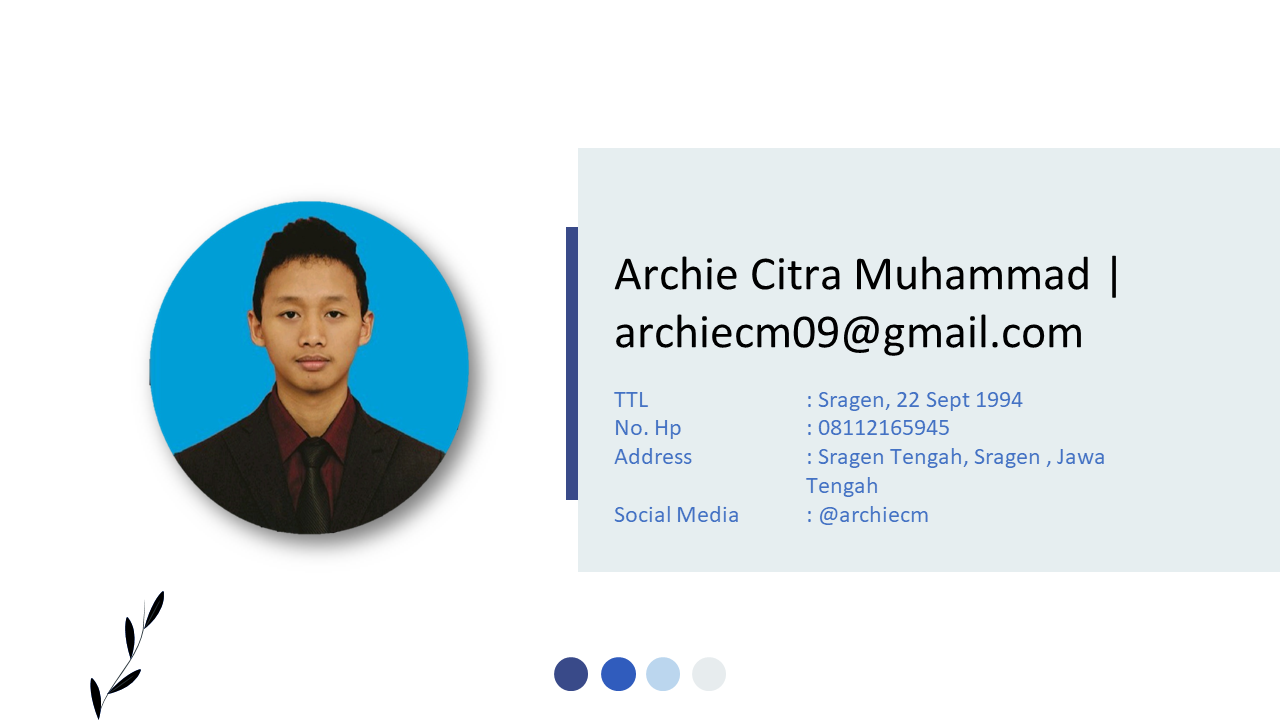 Archie Citra Muhammad |
archiecm09@gmail.com
TTL : Sragen, 22 Sept 1994
No. Hp : 08112165945
Address : Sragen Tengah, Sragen , Jawa
Tengah
Social Media : @archiecm